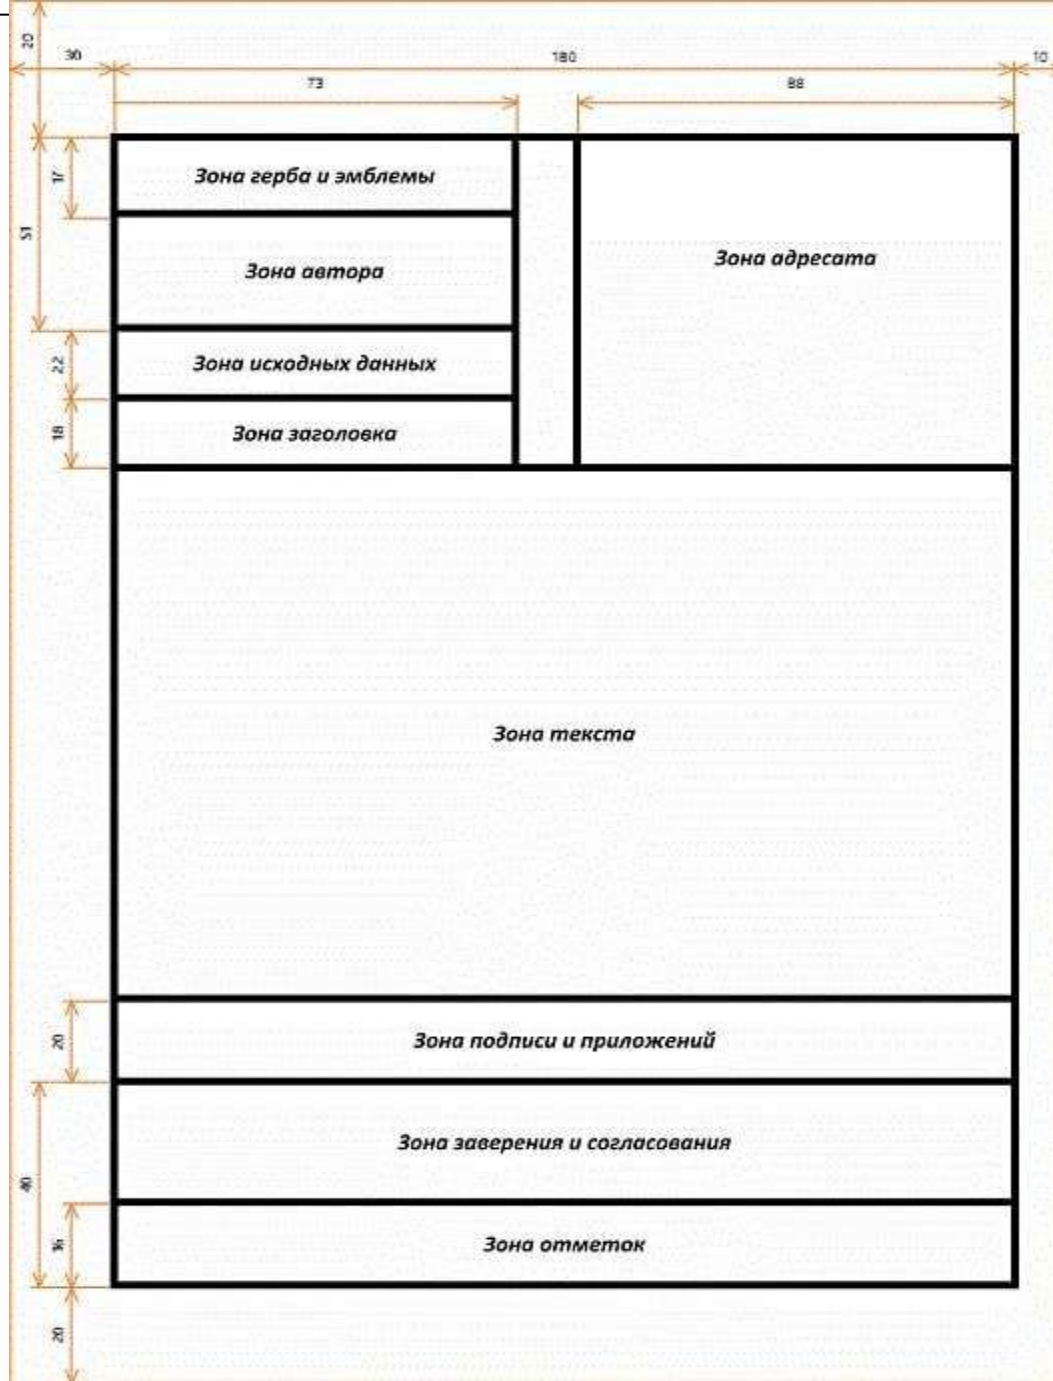 20
30
180
10
73
88
17
Зона герба и эмблемы
51
Зона автора
Зона адресата
22
Зона исходных данных
18
Зона заголовка
Зона текста
20
Зона подписи и приложений
40
Зона заверения и согласования
16
Зона отметок
20